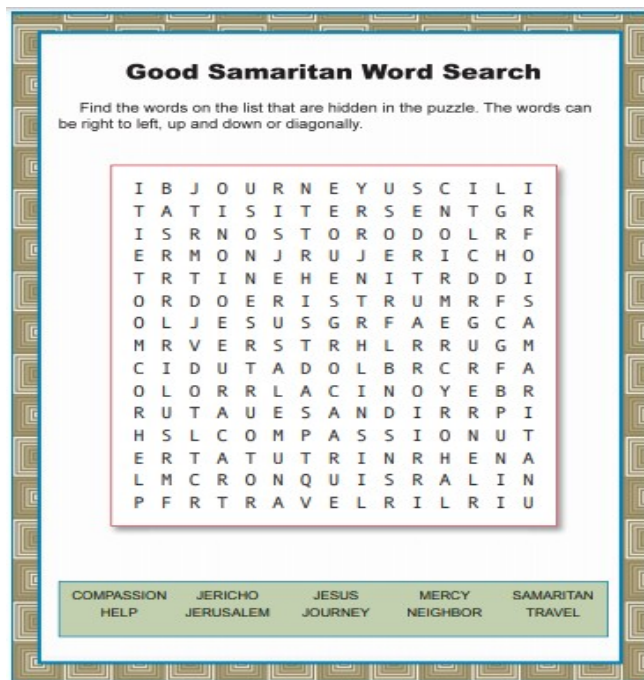 Good Samaritan Word Search
Find the words on the list that are hidden in the puzzle. The words can
be right to left, up and down or diagonally.
I B J O U R N E Y U S C I L I
T A T I S I T E R S E N T G R
I S R N O S T O R O D O L R F
E R M O N J R U J E R I C H O
T R T I N E H E N I T R D D I
O R D O E R I S T R U M R F S
O L J E S U S G R F A E G C A
M R V E R S T R H L R R U G M
C I D U T A D O L B R C R F A
O L O R R L A C I N O Y E B R
R U T A U E S A N D I R R P I
H S L C O M P A S S I O N U T
E R T A T U T R I N R H E N A
L M C R O N Q U I S R A L I N
P F R T R A V E L R I L R I U
COMPASSION JERICHO JESUS MERCY SAMARITAN
HELP JERUSALEM JOURNEY NEIGHBOR TRAVEL